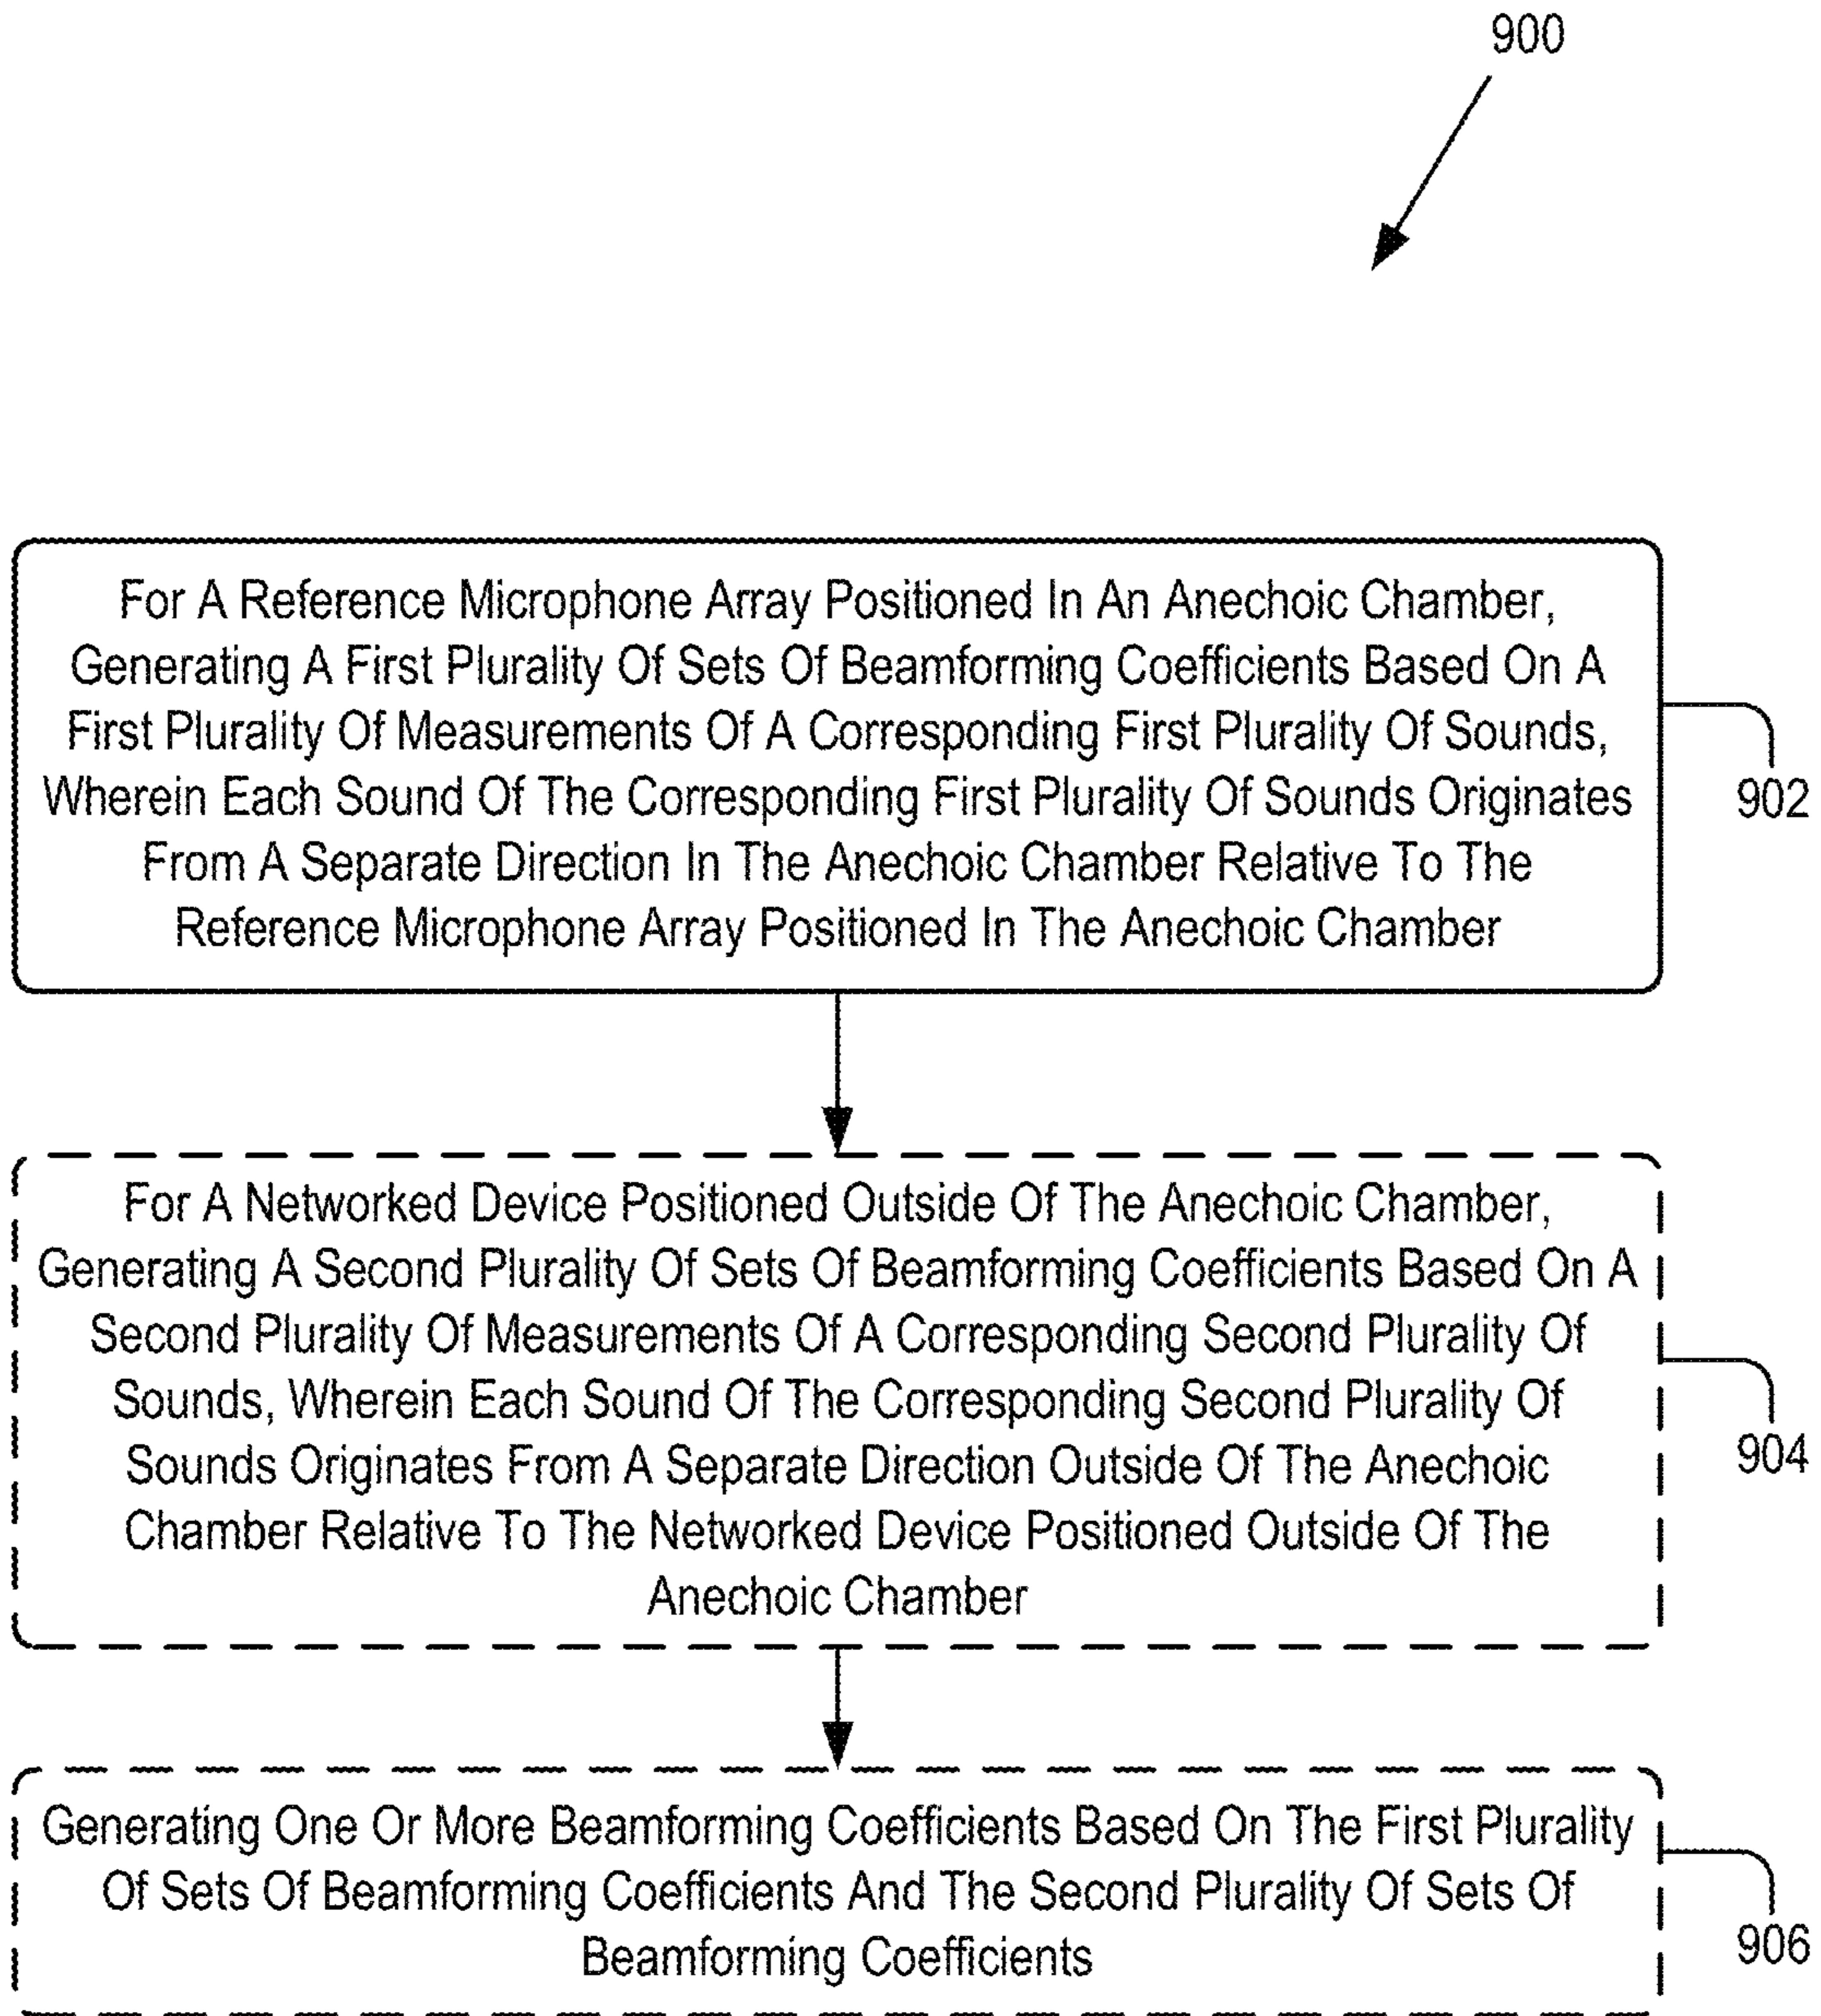 900
For A Reference Microphone Array Positioned In An Anechoic Chamber,
Generating A First Plurality Of Sets Of Beamforming Coefficients Based On A
First Plurality Of Measurements Of A Corresponding First Plurality Of Sounds,
Wherein Each Sound Of The Corresponding First Plurality Of Sounds Originates
From A Separate Direction In The Anechoic Chamber Relative To The
Reference Microphone Array Positioned In The Anechoic Chamber
902
For A Networked Device Positioned Outside Of The Anechoic Chamber,
Generating A Second Plurality Of Sets Of Beamforming Coefficients Based On A
Second Plurality Of Measurements Of A Corresponding Second Plurality Of
Sounds, Wherein Each Sound Of The Corresponding Second Plurality Of
Sounds Originates From A Separate Direction Outside Of The Anechoic
Chamber Relative To The Networked Device Positioned Outside Of The
Anechoic Chamber
904
Generating One Or More Beamforming Coefficients Based On The First Plurality
Of Sets Of Beamforming Coefficients And The Second Plurality Of Sets Of
Beamforming Coefficients
906